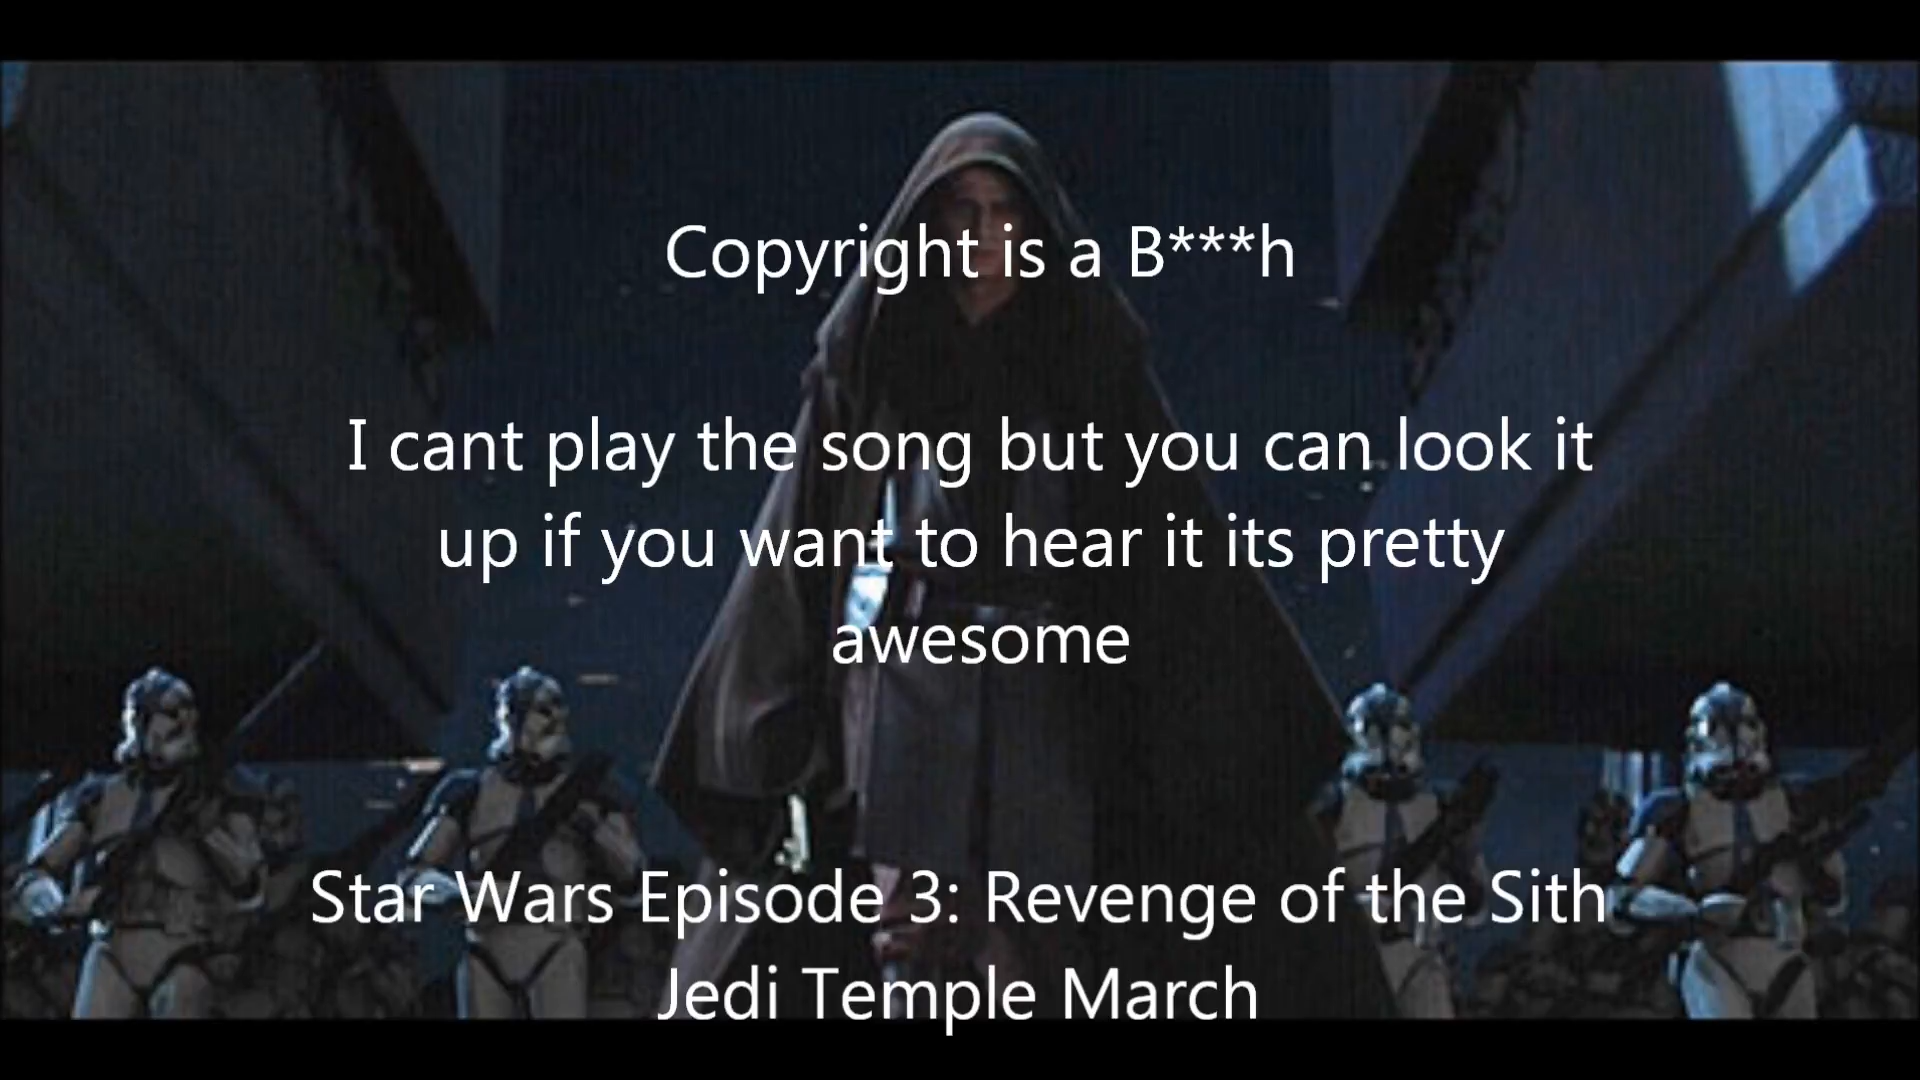 Copyright is a B***h
I cant play the song but you can look it
up if you want to hear it its pretty
awesome
Star Wars Episode 3: Revenge of the Sith
Jedi Temple March